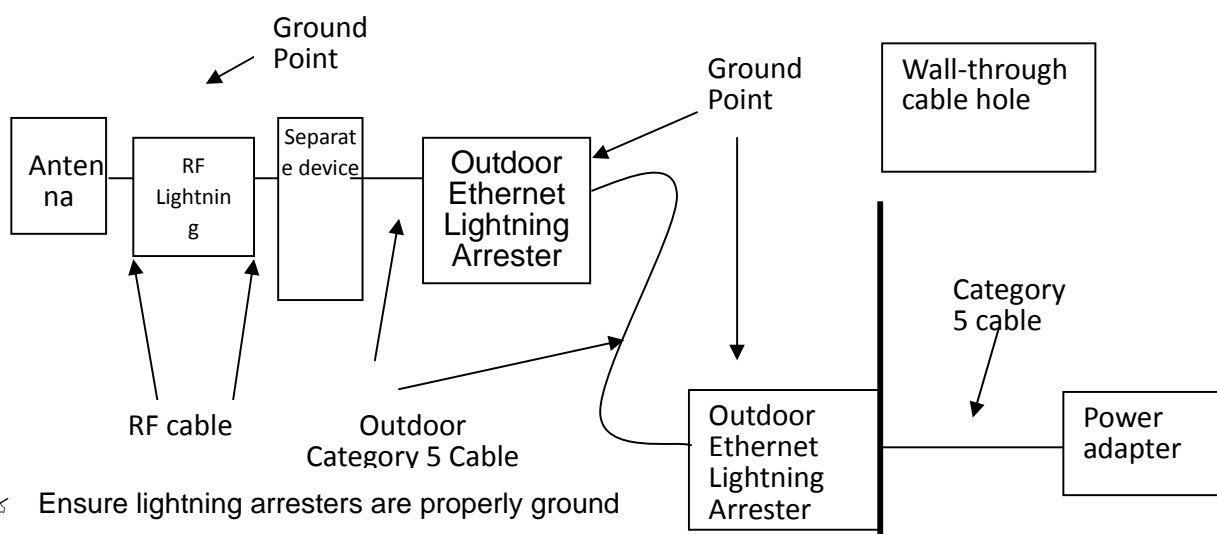 Ground
Point
Ground
Point
Wall-through
cable hole
Anten
na
RF
Lightnin
g
Separat
e device
Outdoor
Ethernet
Lightning
Arrester
Category
5 cable
RF cable
Outdoor
Category 5 Cable
Outdoor
Ethernet
Lightning
Arrester
Power
adapter
Ensure lightning arresters are properly ground